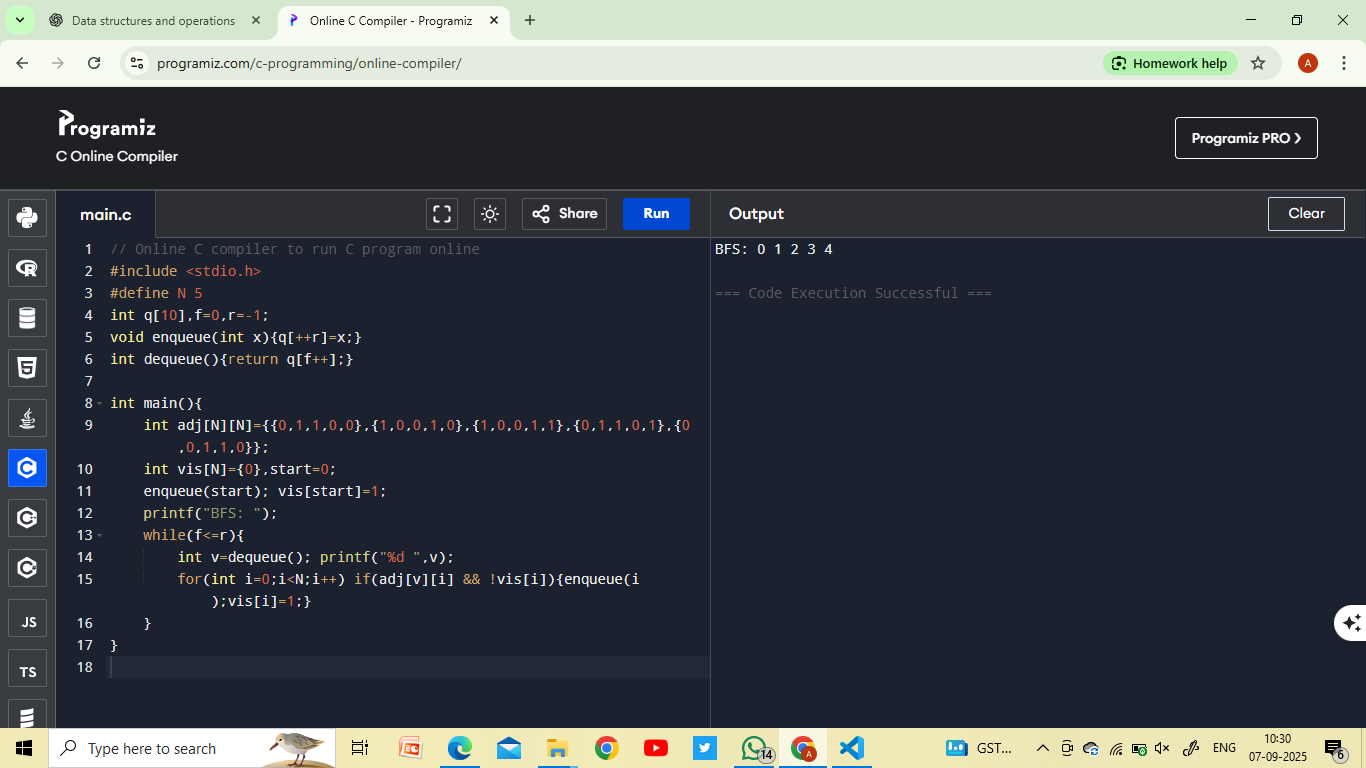 Data structures and operations
Online C Compiler - Programiz
programiz.com/c-programming/online-compiler/
Homework help
A
Programiz
C Online Compiler
Programiz PRO
main.c
Share
Run
Output
Clear
1 // Online C compiler to run C program online
2 #include <stdio.h>
3 #define N 5
4 int q[10],f=0,r=-1;
5 void enqueue(int x){q[++r]=x;}
6 int dequeue(){return q[f++];}
7
8 int main(){
9 int adj[N][N]={{0,1,1,0,0},{1,0,0,1,0},{1,0,0,1,1},{0,1,1,0,1},{0
,0,1,1,0}};
10 int vis[N]={0},start=0;
11 enqueue(start); vis[start]=1;
12 printf("BFS: ");
13 while(f<=r){
14 int v=dequeue(); printf("%d ",v);
15 for(int i=0;i<N;i++) if(adj[v][i] && !vis[i]){enqueue(i
);vis[i]=1;}
16 }
17 }
18
BFS: 0 1 2 3 4
=== Code Execution Successful ===
JS
TS
Type here to search
14
A
GST...
ENG
10:30
07-09-2025
6